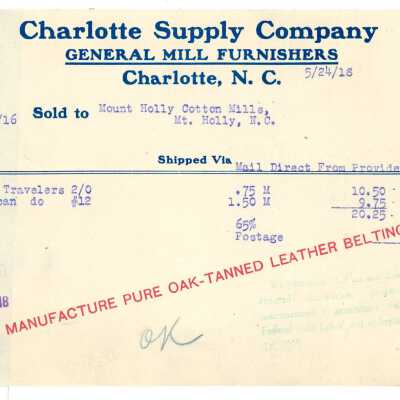 Charlotte Supply Company
GENERAL MILL FURNISHERS
Charlotte, N. C.
5/24/18
/16 Sold to Mount Holly Cotton Mills,
Mt. Holly, N.C.
Shipped Via Mail Direct From Provide
Travelers 2/0 .75 M 10.50
can do #12 1.50 M 9.75
20.25
65%
Postage
MANUFACTURE PURE OAK-TANNED LEATHER BELTING
OK